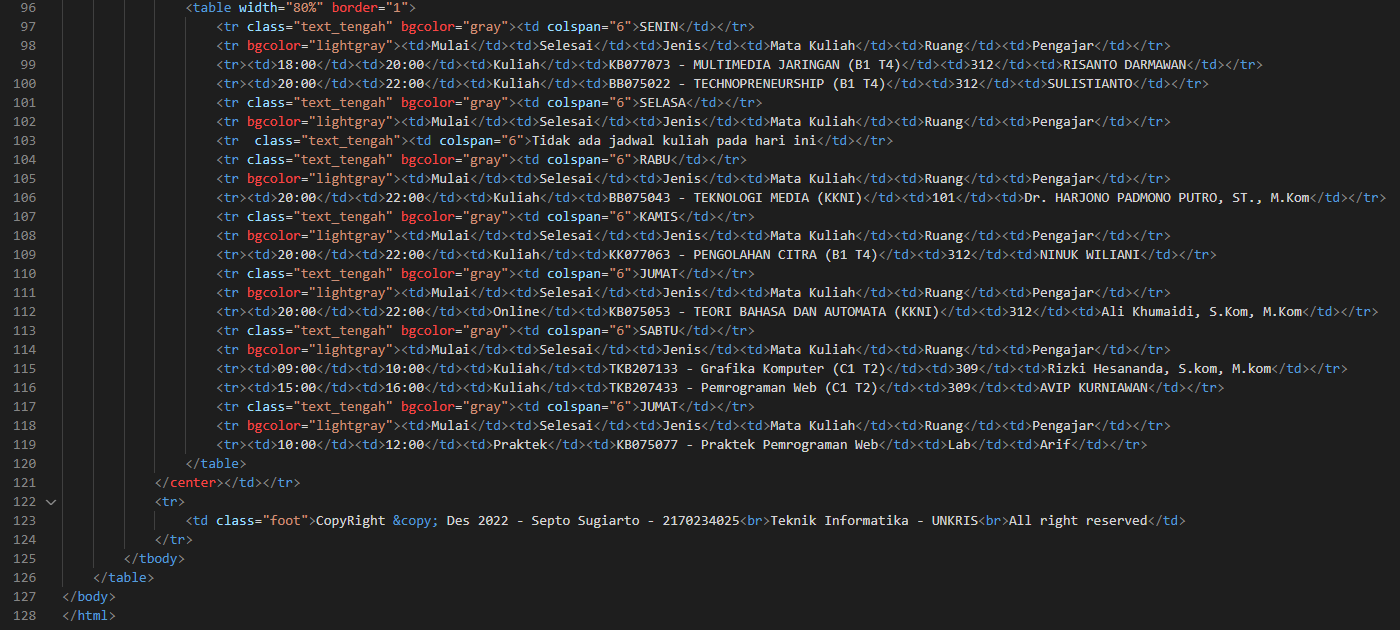 96 <table width="80%" border="1">
97 <tr class="text_tengah" bgcolor="gray"><td colspan="6">SENIN</td></tr>
98 <tr bgcolor="lightgray"><td>Mulai</td><td>Selesai</td><td>Jenis</td><td>Mata Kuliah</td><td>Ruang</td><td>Pengajar</td></tr>
99 <tr><td>18:00</td><td>20:00</td><td>Kuliah</td><td>KB077073 - MULTIMEDIA JARINGAN (B1 T4)</td><td>312</td><td>RISANTO DARMAWAN</td></tr>
100 <tr><td>20:00</td><td>22:00</td><td>Kuliah</td><td>BB075022 - TECHNOPRENEURSHIP (B1 T4)</td><td>312</td><td>SULISTIANTO</td></tr>
101 <tr class="text_tengah" bgcolor="gray"><td colspan="6">SELASA</td></tr>
102 <tr bgcolor="lightgray"><td>Mulai</td><td>Selesai</td><td>Jenis</td><td>Mata Kuliah</td><td>Ruang</td><td>Pengajar</td></tr>
103 <tr  class="text_tengah"><td colspan="6">Tidak ada jadwal kuliah pada hari ini</td></tr>
104 <tr class="text_tengah" bgcolor="gray"><td colspan="6">RABU</td></tr>
105 <tr bgcolor="lightgray"><td>Mulai</td><td>Selesai</td><td>Jenis</td><td>Mata Kuliah</td><td>Ruang</td><td>Pengajar</td></tr>
106 <tr><td>20:00</td><td>22:00</td><td>Kuliah</td><td>BB075043 - TEKNOLOGI MEDIA (KKNI)</td><td>101</td><td>Dr. HARJONO PADMONO PUTRO, ST., M.Kom</td></tr>
107 <tr class="text_tengah" bgcolor="gray"><td colspan="6">KAMIS</td></tr>
108 <tr bgcolor="lightgray"><td>Mulai</td><td>Selesai</td><td>Jenis</td><td>Mata Kuliah</td><td>Ruang</td><td>Pengajar</td></tr>
109 <tr><td>20:00</td><td>22:00</td><td>Kuliah</td><td>KK077063 - PENGOLAHAN CITRA (B1 T4)</td><td>312</td><td>NINUK WILIANI</td></tr>
110 <tr class="text_tengah" bgcolor="gray"><td colspan="6">JUMAT</td></tr>
111 <tr bgcolor="lightgray"><td>Mulai</td><td>Selesai</td><td>Jenis</td><td>Mata Kuliah</td><td>Ruang</td><td>Pengajar</td></tr>
112 <tr><td>20:00</td><td>22:00</td><td>Online</td><td>KB075053 - TEORI BAHASA DAN AUTOMATA (KKNI)</td><td>312</td><td>Ali Khumaidi, S.Kom, M.Kom</td></tr>
113 <tr class="text_tengah" bgcolor="gray"><td colspan="6">SABTU</td></tr>
114 <tr bgcolor="lightgray"><td>Mulai</td><td>Selesai</td><td>Jenis</td><td>Mata Kuliah</td><td>Ruang</td><td>Pengajar</td></tr>
115 <tr><td>09:00</td><td>10:00</td><td>Kuliah</td><td>TKB207133 - Grafika Komputer (C1 T2)</td><td>309</td><td>Rizki Hesananda, S.kom, M.kom</td></tr>
116 <tr><td>15:00</td><td>16:00</td><td>Kuliah</td><td>TKB207433 - Pemrograman Web (C1 T2)</td><td>309</td><td>AVIP KURNIAWAN</td></tr>
117 <tr class="text_tengah" bgcolor="gray"><td colspan="6">JUMAT</td></tr>
118 <tr bgcolor="lightgray"><td>Mulai</td><td>Selesai</td><td>Jenis</td><td>Mata Kuliah</td><td>Ruang</td><td>Pengajar</td></tr>
119 <tr><td>10:00</td><td>12:00</td><td>Praktek</td><td>KB075077 - Praktek Pemrograman Web</td><td>Lab</td><td>Arif</td></tr>
120 </table>
121 </center></td></tr>
122 <tr>
123 <td class="foot">CopyRight &copy; Des 2022 - Septo Sugiarto - 2170234025<br>Teknik Informatika - UNKRIS<br>All right reserved</td>
124 </tr>
125 </tbody>
126 </table>
127 </body>
128 </html>